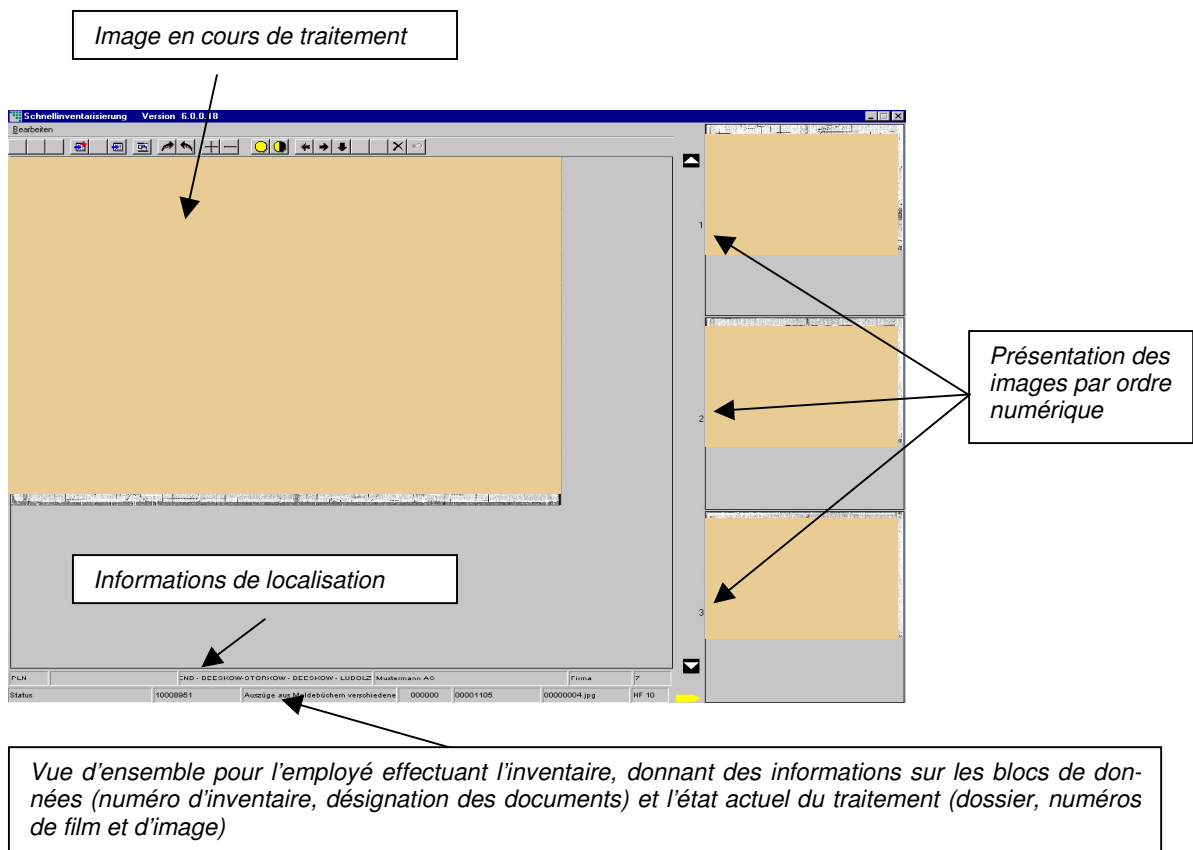 Image en cours de traitement
Schnellinventarisierung Version 6.0.0.18
Bearbeiten
1
2
Présentation des
images par ordre
numérique
Informations de localisation
3
PLN END - BEESKOW-STORKOW - BEESKOW - LUDOLZ Mustermann AG Firma 7
Status 10008951 Auszüge aus Meldebüchern verschiedene 000000 00001105 00000004.jpg HF 10
Vue d'ensemble pour l'employé effectuant l'inventaire, donnant des informations sur les blocs de don-
nées (numéro d'inventaire, désignation des documents) et l'état actuel du traitement (dossier, numéros
de film et d'image)